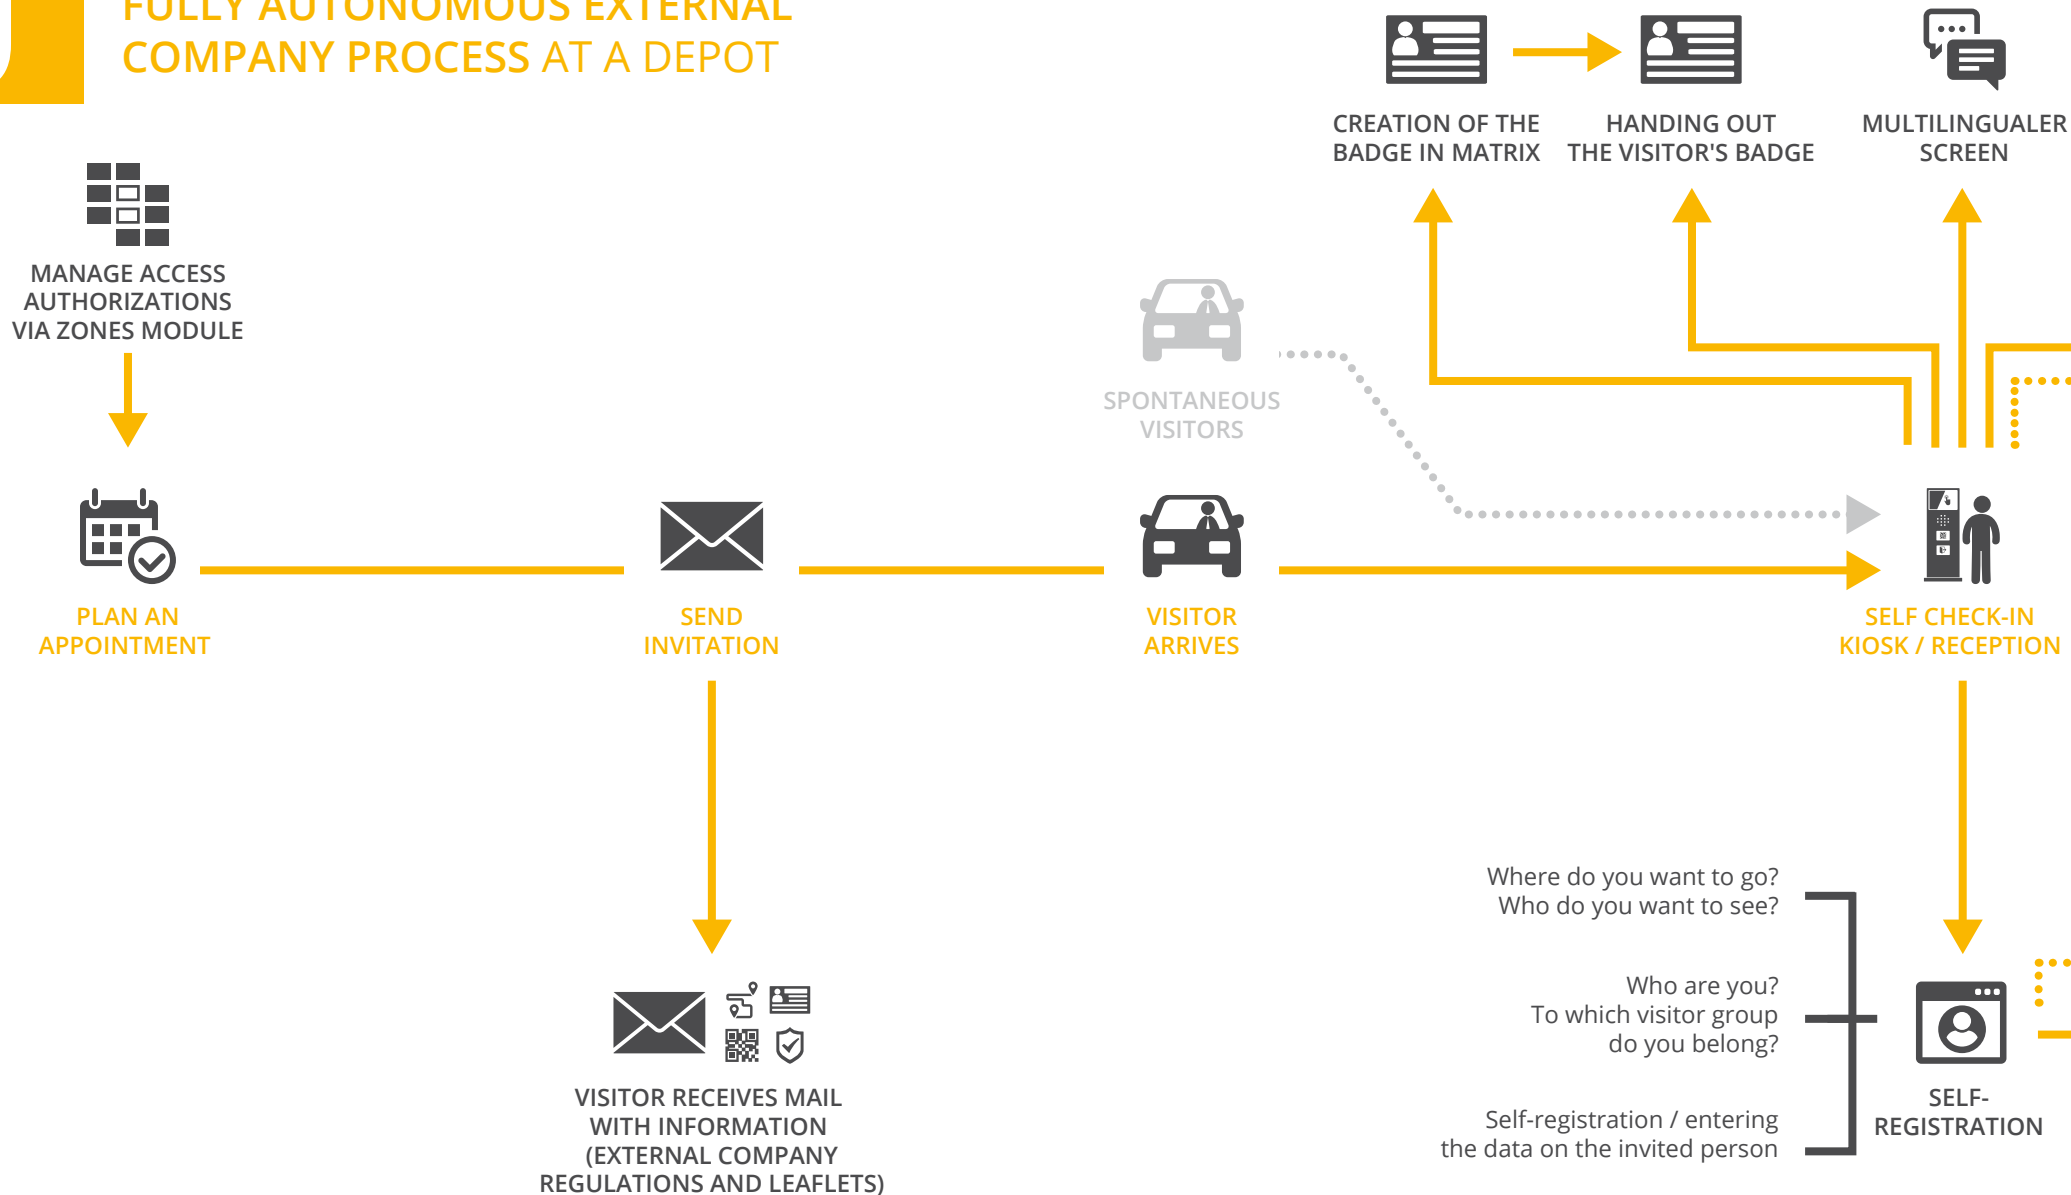 FULLY AUTONOMOUS EXTERNAL
COMPANY PROCESS AT A DEPOT
CREATION OF THE
BADGE IN MATRIX
HANDING OUT
THE VISITOR'S BADGE
MULTILINGUALER
SCREEN
MANAGE ACCESS
AUTHORIZATIONS
VIA ZONES MODULE
SPONTANEOUS
VISITORS
PLAN AN
APPOINTMENT
SEND
INVITATION
VISITOR
ARRIVES
SELF CHECK-IN
KIOSK / RECEPTION
Where do you want to go?
Who do you want to see?
Who are you?
To which visitor group
do you belong?
Self-registration / entering
the data on the invited person
SELF-
REGISTRATION
VISITOR RECEIVES MAIL
WITH INFORMATION
(EXTERNAL COMPANY
REGULATIONS AND LEAFLETS)